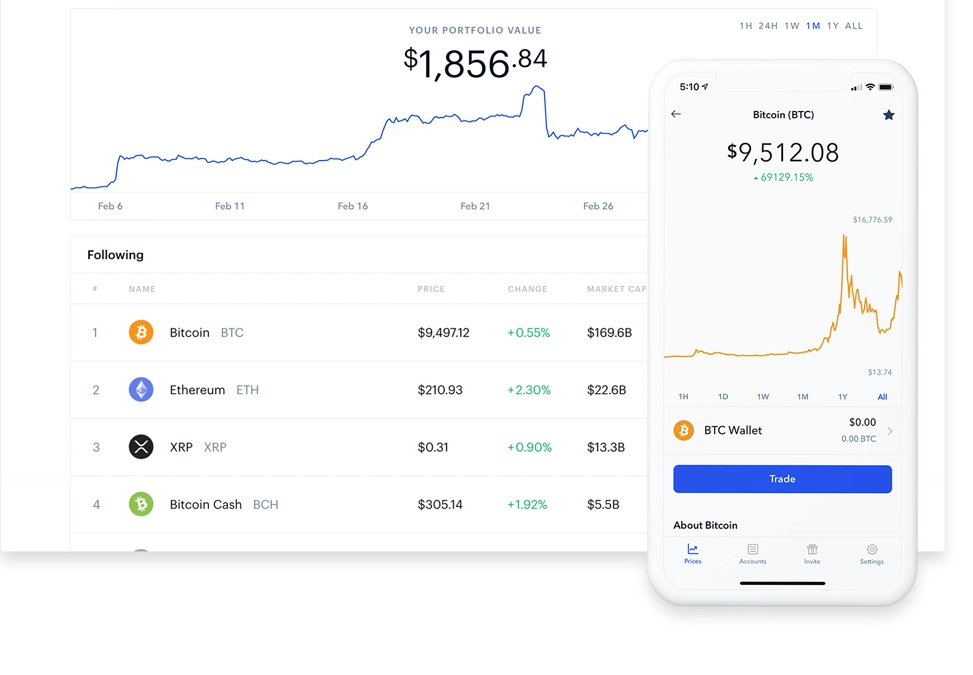 YOUR PORTFOLIO VALUE
1H 24H 1W 1M 1Y ALL
$1,856.84
Feb 6 Feb 11 Feb 16 Feb 21 Feb 26
Following
# NAME PRICE CHANGE MARKET CAP
1 Bitcoin BTC $9,497.12 +0.55% $169.6B
2 Ethereum ETH $210.93 +2.30% $22.6B
3 XRP XRP $0.31 +0.90% $13.3B
4 Bitcoin Cash BCH $305.14 +1.92% $5.5B
5:10
Bitcoin (BTC)
$9,512.08
69129.15%
$16,776.59
$13.74
1H 1D 1W 1M 1Y All
BTC Wallet $0.00
0.00 BTC
Trade
About Bitcoin
Prices Accounts Invite Settings